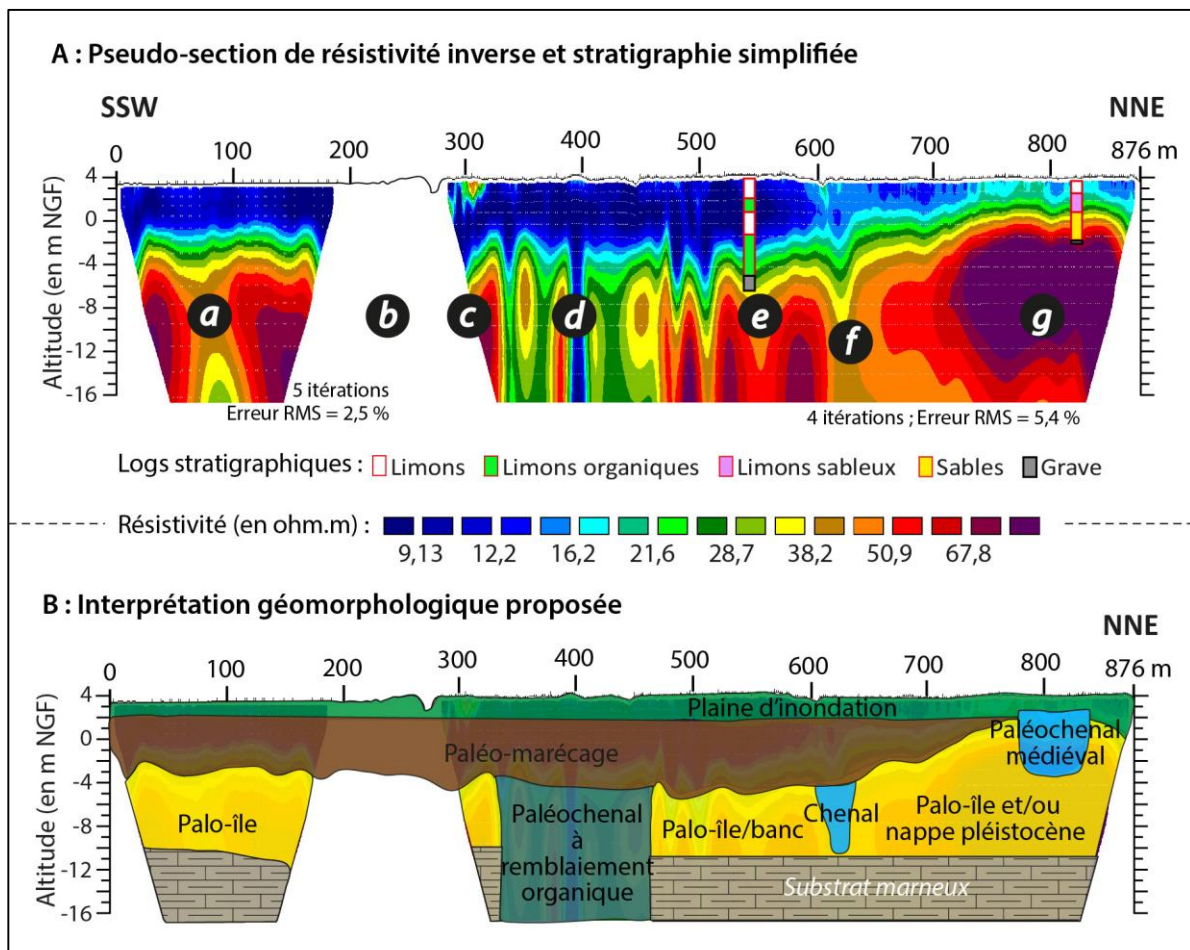 A : Pseudo-section de résistivité inverse et stratigraphie simplifiée
SSW
NNE
0 100 200 300 400 500 600 700 800 876 m
Altitude (en m NGF)
4
0
-4
-8
-12
-16
a
b
c
d
e
f
g
5 itérations
Erreur RMS = 2,5 %
4 itérations ; Erreur RMS = 5,4 %
Logs stratigraphiques : Limons Limons organiques Limons sableux Sables Grave
Résistivité (en ohm.m) :
9,13 12,2 16,2 21,6 28,7 38,2 50,9 67,8
B : Interprétation géomorphologique proposée
NNE
0 100 200 300 400 500 600 700 800 876 m
Altitude (en m NGF)
4
0
-4
-8
-12
-16
Plaine d'inondation
Paléo-marécage
Paléochenal
médiéval
Palo-île
Paléochenal
à
remblaiement
organique
Palo-île/banc
Chenal
Palo-île et/ou
nappe pléistocène
Substrat marneux